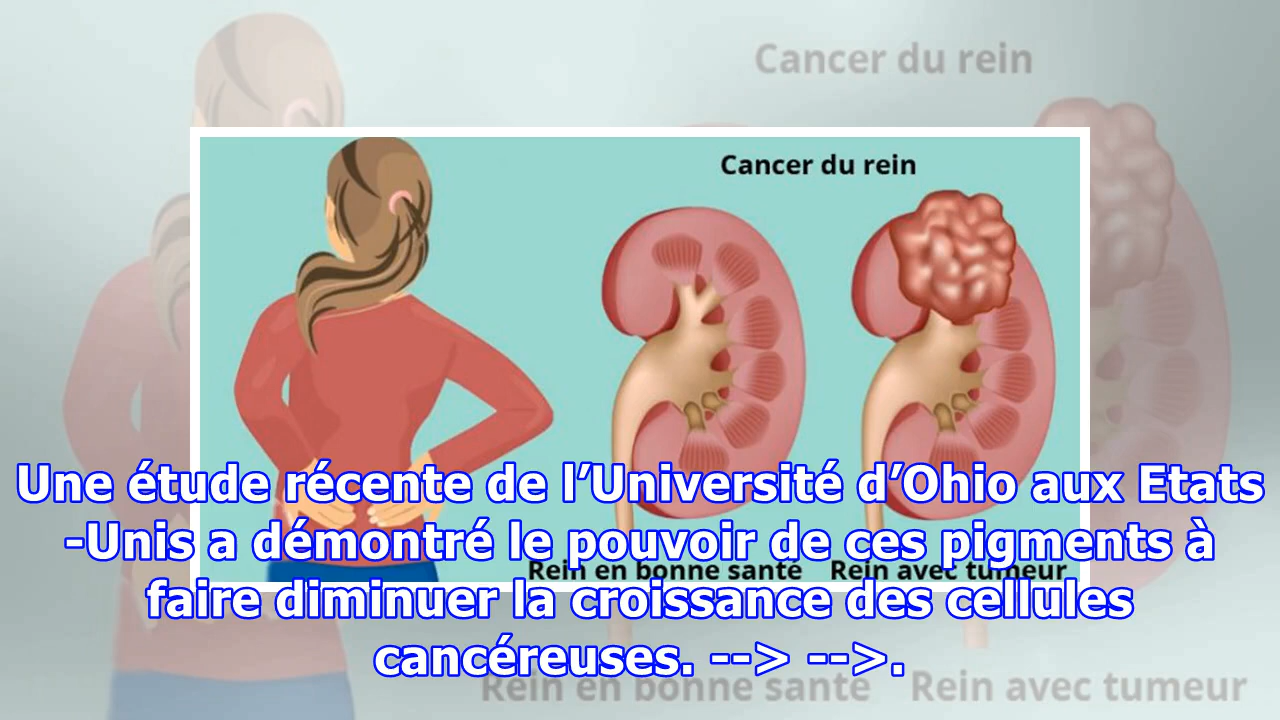 Cancer du rein
Cancer du rein
Une étude récente de l’Université d’Ohio aux Etats
-Unis a démontré le pouvoir de ces pigments à
Rein en bonne santé Rein avec tumeur
faire diminuer la croissance des cellules
cancéreuses. --> -->.
Rein en bonne santé Rein avec tumeur